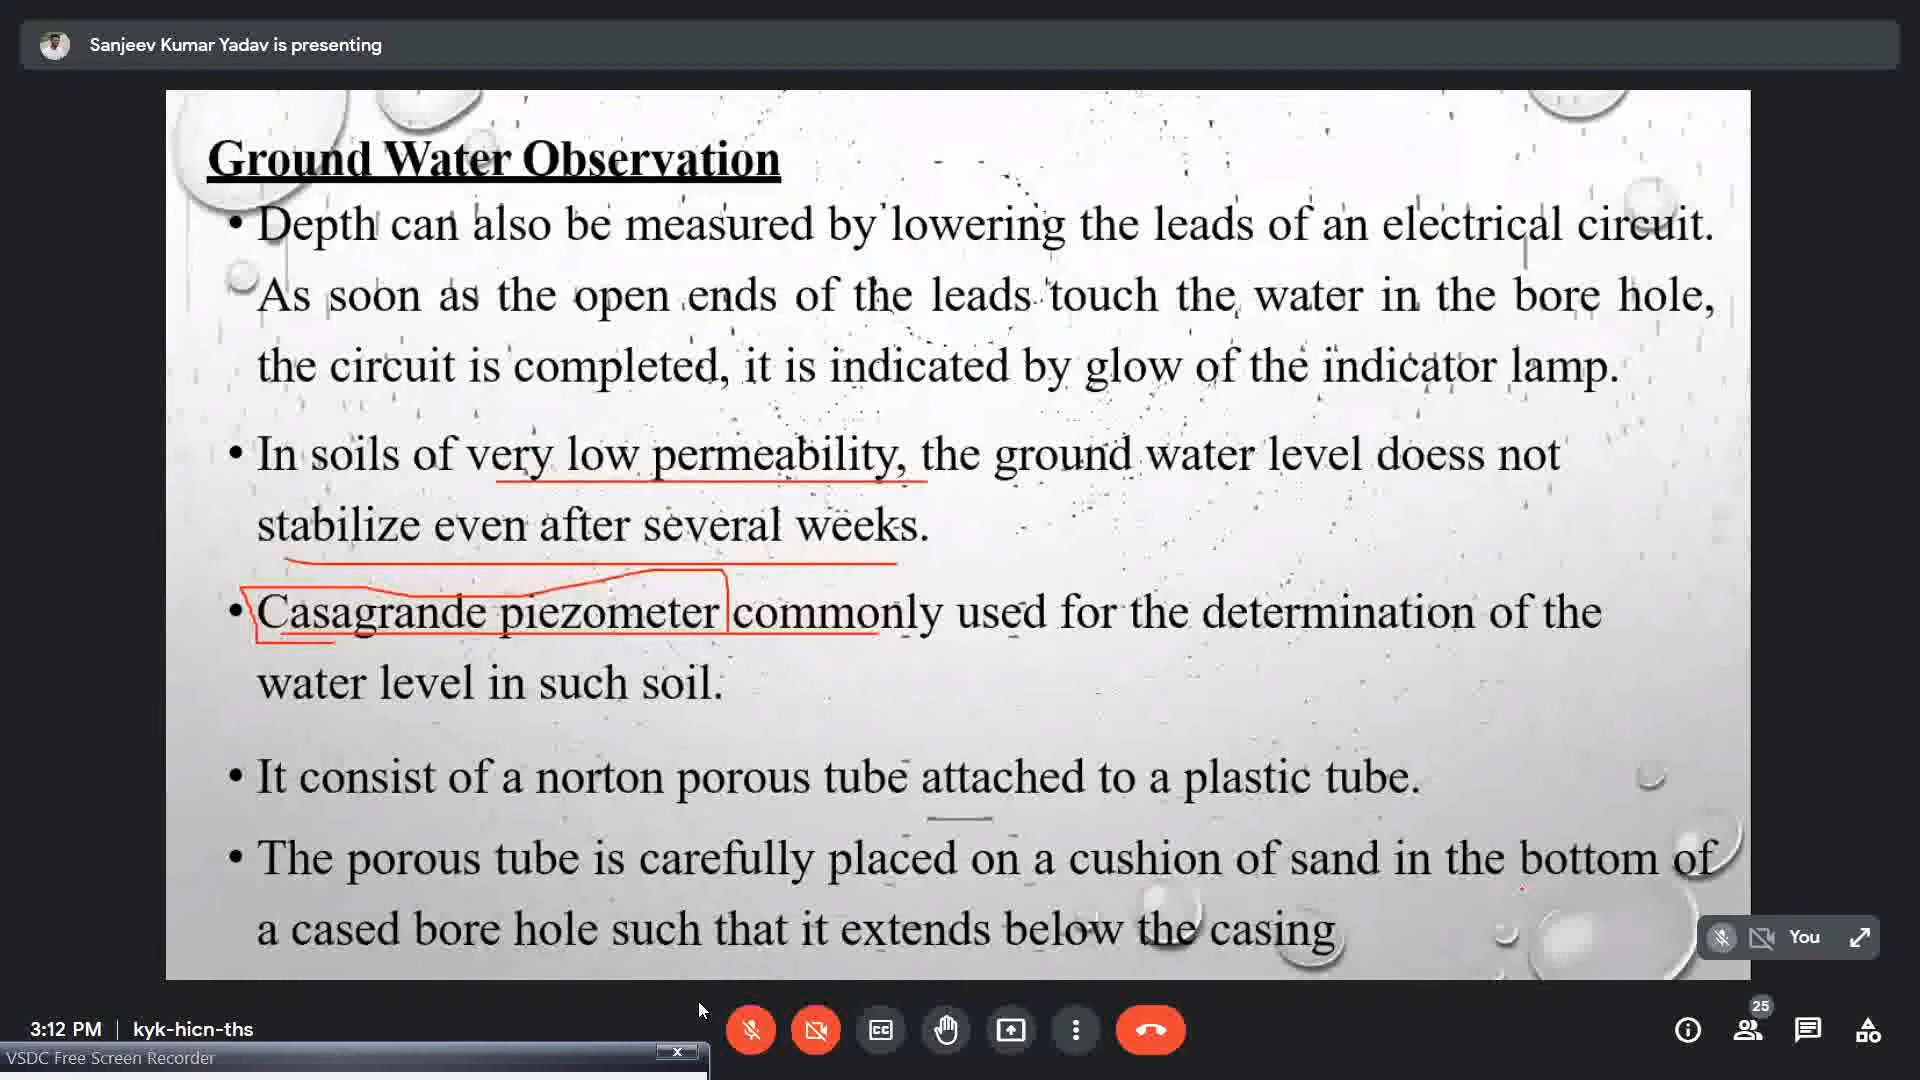 Sanjeev Kumar Yadav is presenting
Ground Water Observation
• Depth can also be measured by lowering the leads of an electrical circuit.
As soon as the open ends of the leads touch the water in the bore hole,
the circuit is completed, it is indicated by glow of the indicator lamp.
• In soils of very low permeability, the ground water level doess not
stabilize even after several weeks.
• Casagrande piezometer commonly used for the determination of the
water level in such soil.
• It consist of a norton porous tube attached to a plastic tube.
• The porous tube is carefully placed on a cushion of sand in the bottom of
a cased bore hole such that it extends below the casing
You
25
3:12 PM | kyk-hicn-ths
CC
VSDC Free Screen Recorder
x